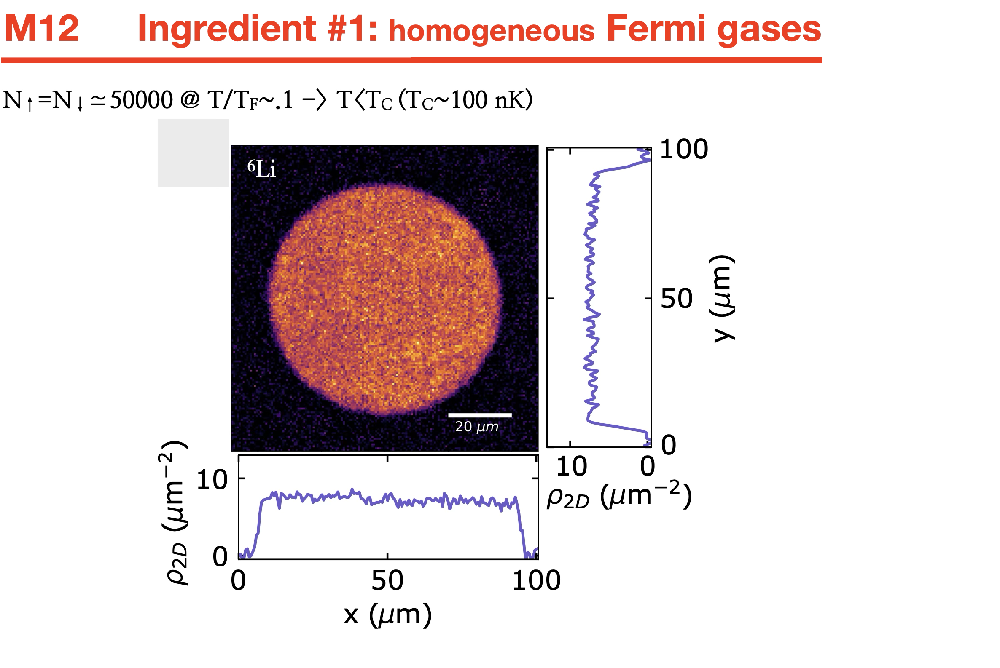 M12 Ingredient #1: homogeneous Fermi gases
N↑=N↓≃50000 @ T/TF~.1 —> T<TC (TC~100 nK)
⁶Li
20 μm
100
50
0
y (μm)
10 0
ρ2D (μm⁻²)
10
0
ρ2D (μm⁻²)
0 50 100
x (μm)